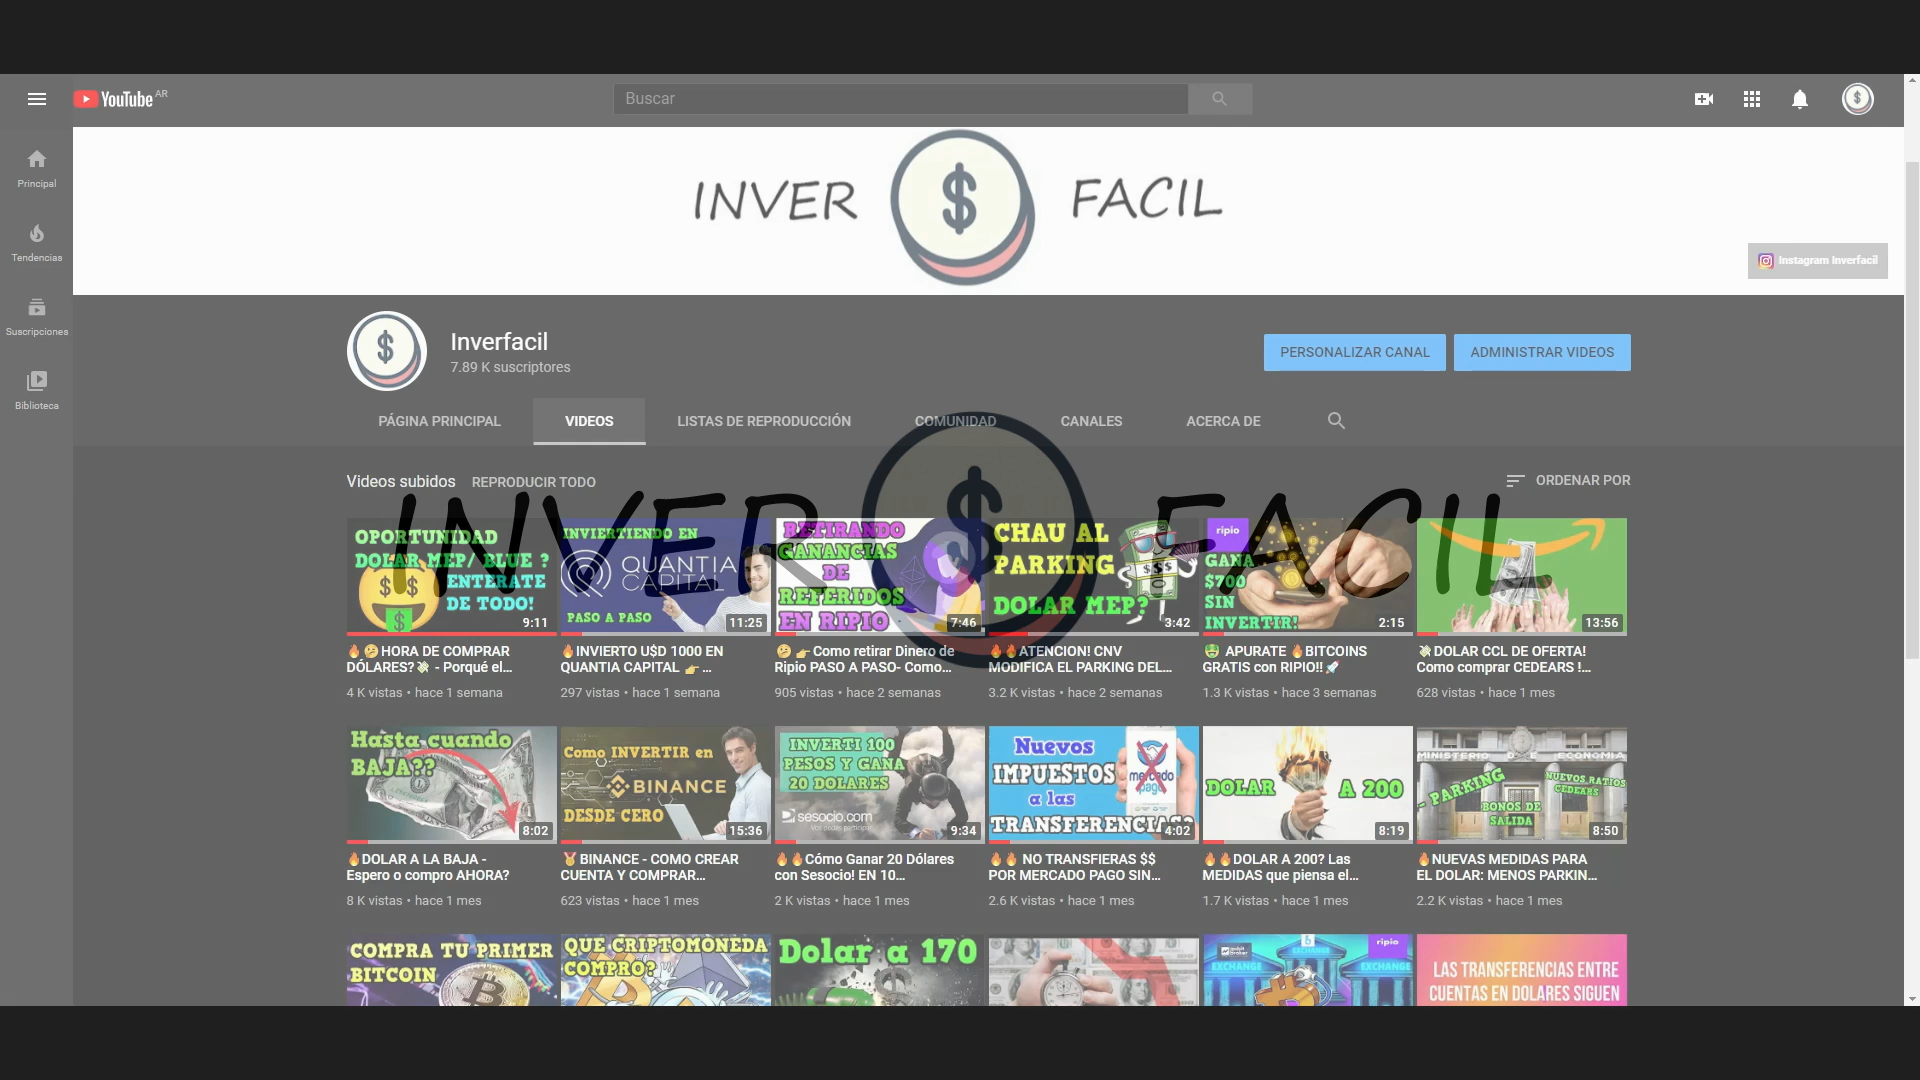 YouTube AR
Buscar
INVER $ FACIL
Principal
Tendencias
Suscripciones
Biblioteca
Instagram Inverfacil
$
Inverfacil
7.89 K suscriptores
PERSONALIZAR CANAL
ADMINISTRAR VIDEOS
PÁGINA PRINCIPAL
VIDEOS
LISTAS DE REPRODUCCIÓN
COMUNIDAD
CANALES
ACERCA DE
Videos subidos
REPRODUCIR TODO
ORDENAR POR
INVER $ FACIL
OPORTUNIDAD
DOLAR MEP/ BLUE ?
ENTERATE
DE TODO!
9:11
🔥🤔HORA DE COMPRAR
DÓLARES?💸 - Porqué el...
4 K vistas • hace 1 semana
INVIERTIENDO EN
QUANTIA
CAPITAL
PASO A PASO
11:25
🔥INVIERTO U$D 1000 EN
QUANTIA CAPITAL 👉 ...
297 vistas • hace 1 semana
RETIRANDO
GANANCIAS
DE
REFERIDOS
EN RIPIO
7:46
🤔👉Como retirar Dinero de
Ripio PASO A PASO- Como...
905 vistas • hace 2 semanas
CHAU AL
PARKING
DOLAR MEP?
$$$
3:42
🔥🔥ATENCION! CNV
MODIFICA EL PARKING DEL...
3.2 K vistas • hace 2 semanas
ripio
GANA
$700
SIN
INVERTIR!
2:15
🤑 APURATE 🔥BITCOINS
GRATIS con RIPIO!!🚀
1.3 K vistas • hace 3 semanas
13:56
💸DOLAR CCL DE OFERTA!
Como comprar CEDEARS !...
628 vistas • hace 1 mes
Hasta cuando
BAJA??
8:02
🔥DOLAR A LA BAJA -
Espero o compro AHORA?
8 K vistas • hace 1 mes
Como INVERTIR en
BINANCE
DESDE CERO
15:36
🏅BINANCE - COMO CREAR
CUENTA Y COMPRAR...
623 vistas • hace 1 mes
INVERTI 100
PESOS Y GANA
20 DOLARES
sesocio.com
9:34
🔥🔥Cómo Ganar 20 Dólares
con Sesocio! EN 10...
2 K vistas • hace 1 mes
Nuevos
IMPUESTOS
a las
TRANSFERENCIAS
mercado
pago
4:02
🔥🔥 NO TRANSFIERAS $$
POR MERCADO PAGO SIN...
2.6 K vistas • hace 1 mes
DOLAR A 200
8:19
🔥🔥DOLAR A 200? Las
MEDIDAS que piensa el...
1.7 K vistas • hace 1 mes
MINISTERIO DE ECONOMIA
- PARKING
NUEVOS RATIOS
CEDEARS
BONOS DE
SALIDA
8:50
🔥NUEVAS MEDIDAS PARA
EL DOLAR: MENOS PARKIN...
2.2 K vistas • hace 1 mes
COMPRA TU PRIMER
BITCOIN
QUE CRIPTOMONEDA
COMPRO?
Dolar a 170
ripio
EXCHANGE
EXCHANGE
EXCHANGE
LAS TRANSFERENCIAS ENTRE
CUENTAS EN DOLARES SIGUEN